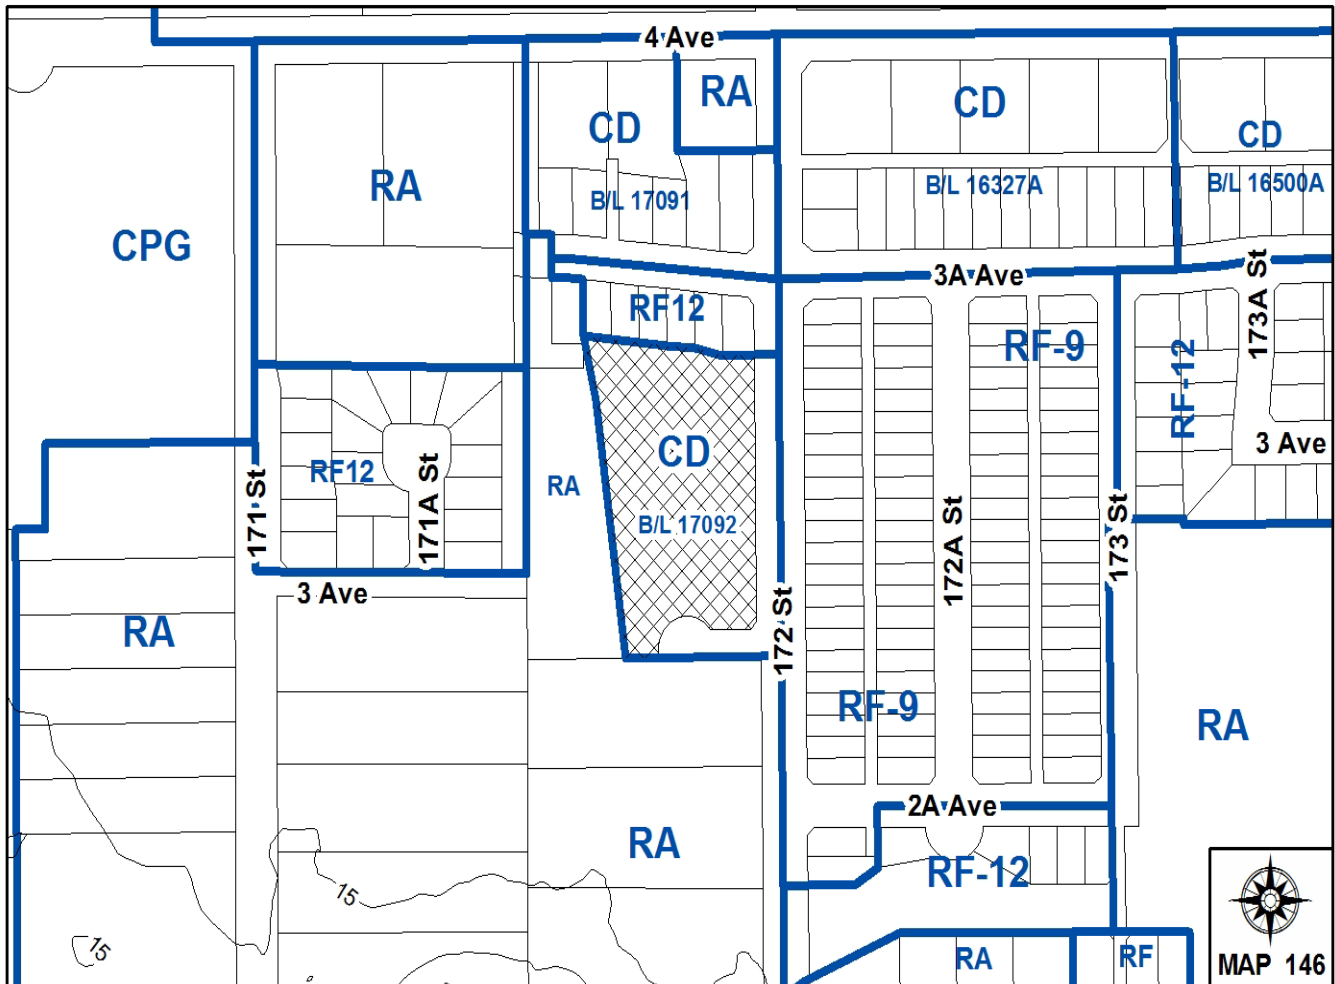 4 Ave
RA
CD
CD
CD
RA
B/L 17091
B/L 16327A
B/L 16500A
CPG
3A Ave
173A St
RF12
RF-9
RF-12
3 Ave
CD
RF12
171 St
171A St
RA
B/L 17092
172A St
173 St
3 Ave
172 St
RA
RF-9
RA
2A Ave
RA
RF-12
15
15
RA
RF
MAP 146